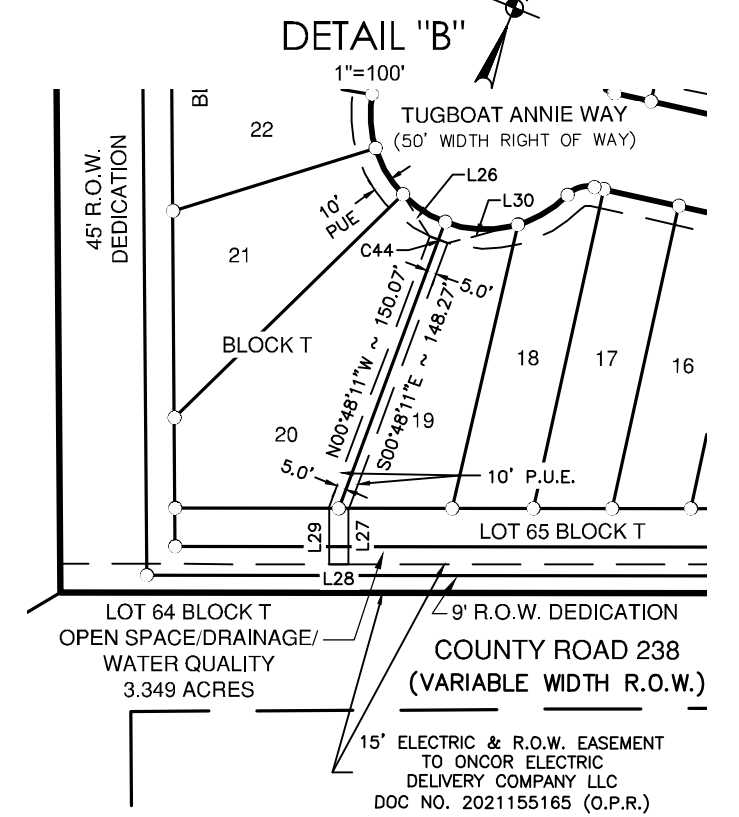 DETAIL "B"
1"=100'
TUGBOAT ANNIE WAY
(50' WIDTH RIGHT OF WAY)
22
45' R.O.W.
DEDICATION
10'
PUE
L26
L30
C44
21
BLOCK T
N00°48'11"W ~ 150.07'
S00°48'11"E ~ 148.27'
5.0'
18
17
16
20
19
5.0'
10' P.U.E.
L29
L27
LOT 65 BLOCK T
L28
LOT 64 BLOCK T
OPEN SPACE/DRAINAGE/
WATER QUALITY
3.349 ACRES
9' R.O.W. DEDICATION
COUNTY ROAD 238
(VARIABLE WIDTH R.O.W.)
15' ELECTRIC & R.O.W. EASEMENT
TO ONCOR ELECTRIC
DELIVERY COMPANY LLC
DOC NO. 2021155165 (O.P.R.)